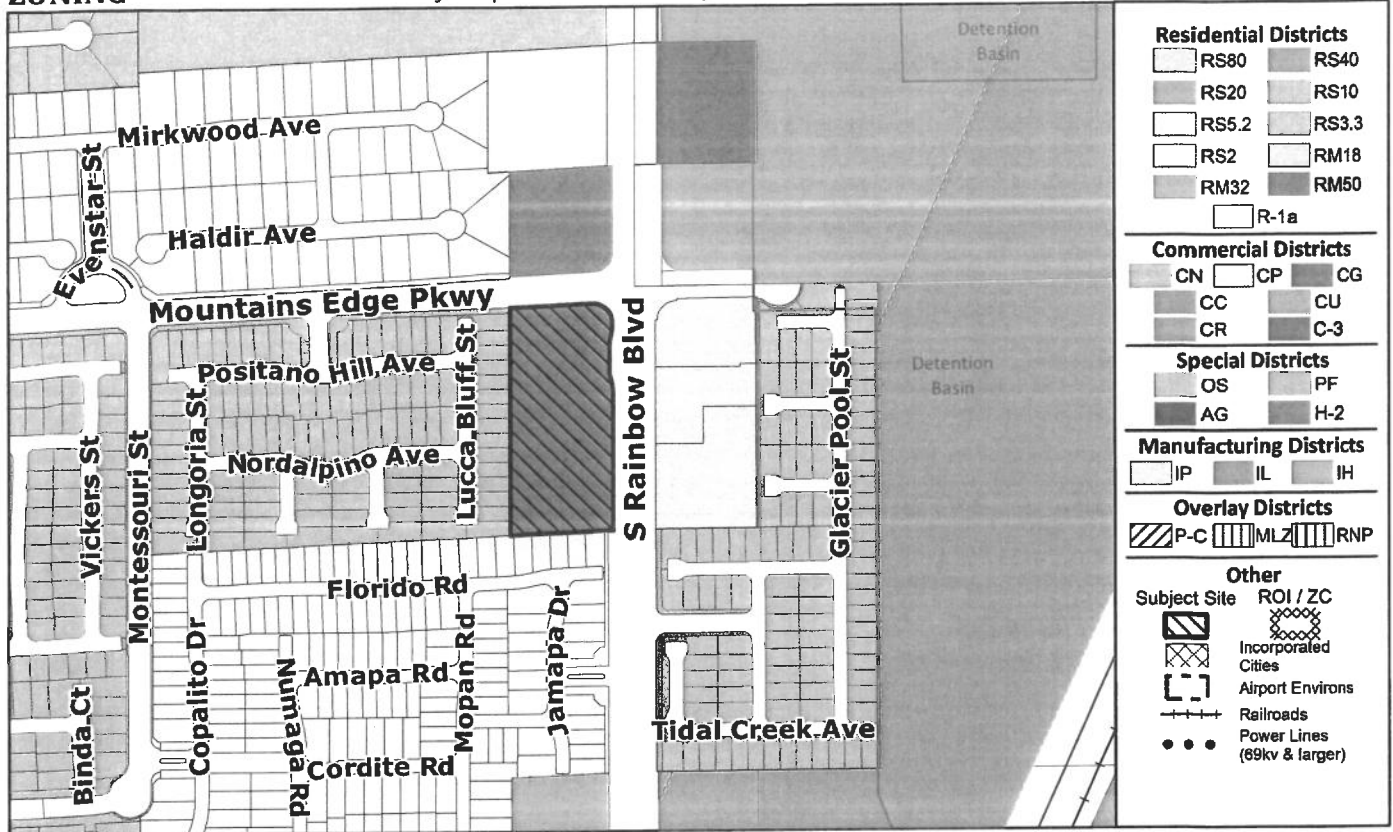 Detention
Basin
Mirkwood Ave
Evenstar St
Haldir Ave
Mountains Edge Pkwy
Positano Hill Ave
Lucca Bluff St
S Rainbow Blvd
Glacier Pool St
Detention
Basin
Vickers St
Montessouri St
Longoria St
Nordalpino Ave
Florido Rd
Copalito Dr
Amapa Rd
Mopan Rd
Jamapa Dr
Numaga Rd
Binda Ct
Cordite Rd
Tidal Creek Ave
Residential Districts
RS80 RS40
RS20 RS10
RS5.2 RS3.3
RS2 RM18
RM32 RM50
R-1a
Commercial Districts
CN CP CG
CC CU
CR C-3
Special Districts
OS PF
AG H-2
Manufacturing Districts
IP IL IH
Overlay Districts
P-C MLZ RNP
Other
Subject Site ROI / ZC
Incorporated
Cities
Airport Environs
Railroads
Power Lines
(69kv & larger)